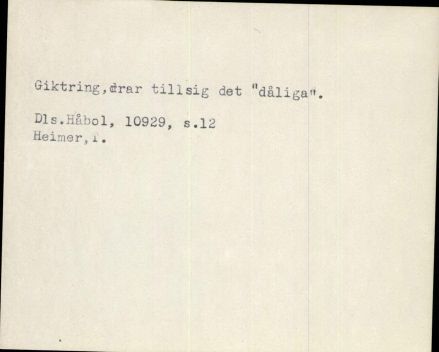 Giktring,drar tillsig det "dåliga".
Dls.Håbol, 10929, s.12
Heimer,I.